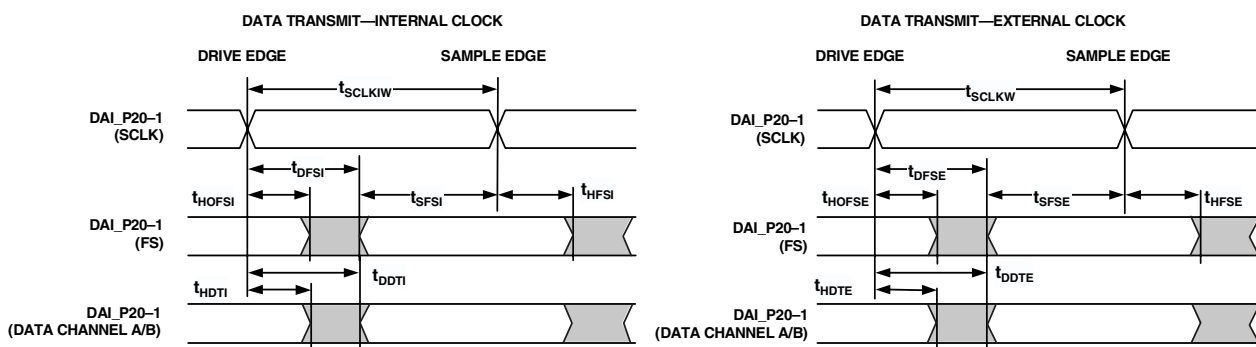 DATA TRANSMIT—INTERNAL CLOCK
DRIVE EDGE
SAMPLE EDGE
tSCLKIW
DAI_P20–1
(SCLK)
tDFSI
tHOFSI
tSFSI
tHFSI
DAI_P20–1
(FS)
tDDTI
tHDTI
DAI_P20–1
(DATA CHANNEL A/B)
DATA TRANSMIT—EXTERNAL CLOCK
DRIVE EDGE
SAMPLE EDGE
tSCLKW
DAI_P20–1
(SCLK)
tDFSE
tHOFSE
tSFSE
tHFSE
DAI_P20–1
(FS)
tDDTE
tHDTE
DAI_P20–1
(DATA CHANNEL A/B)